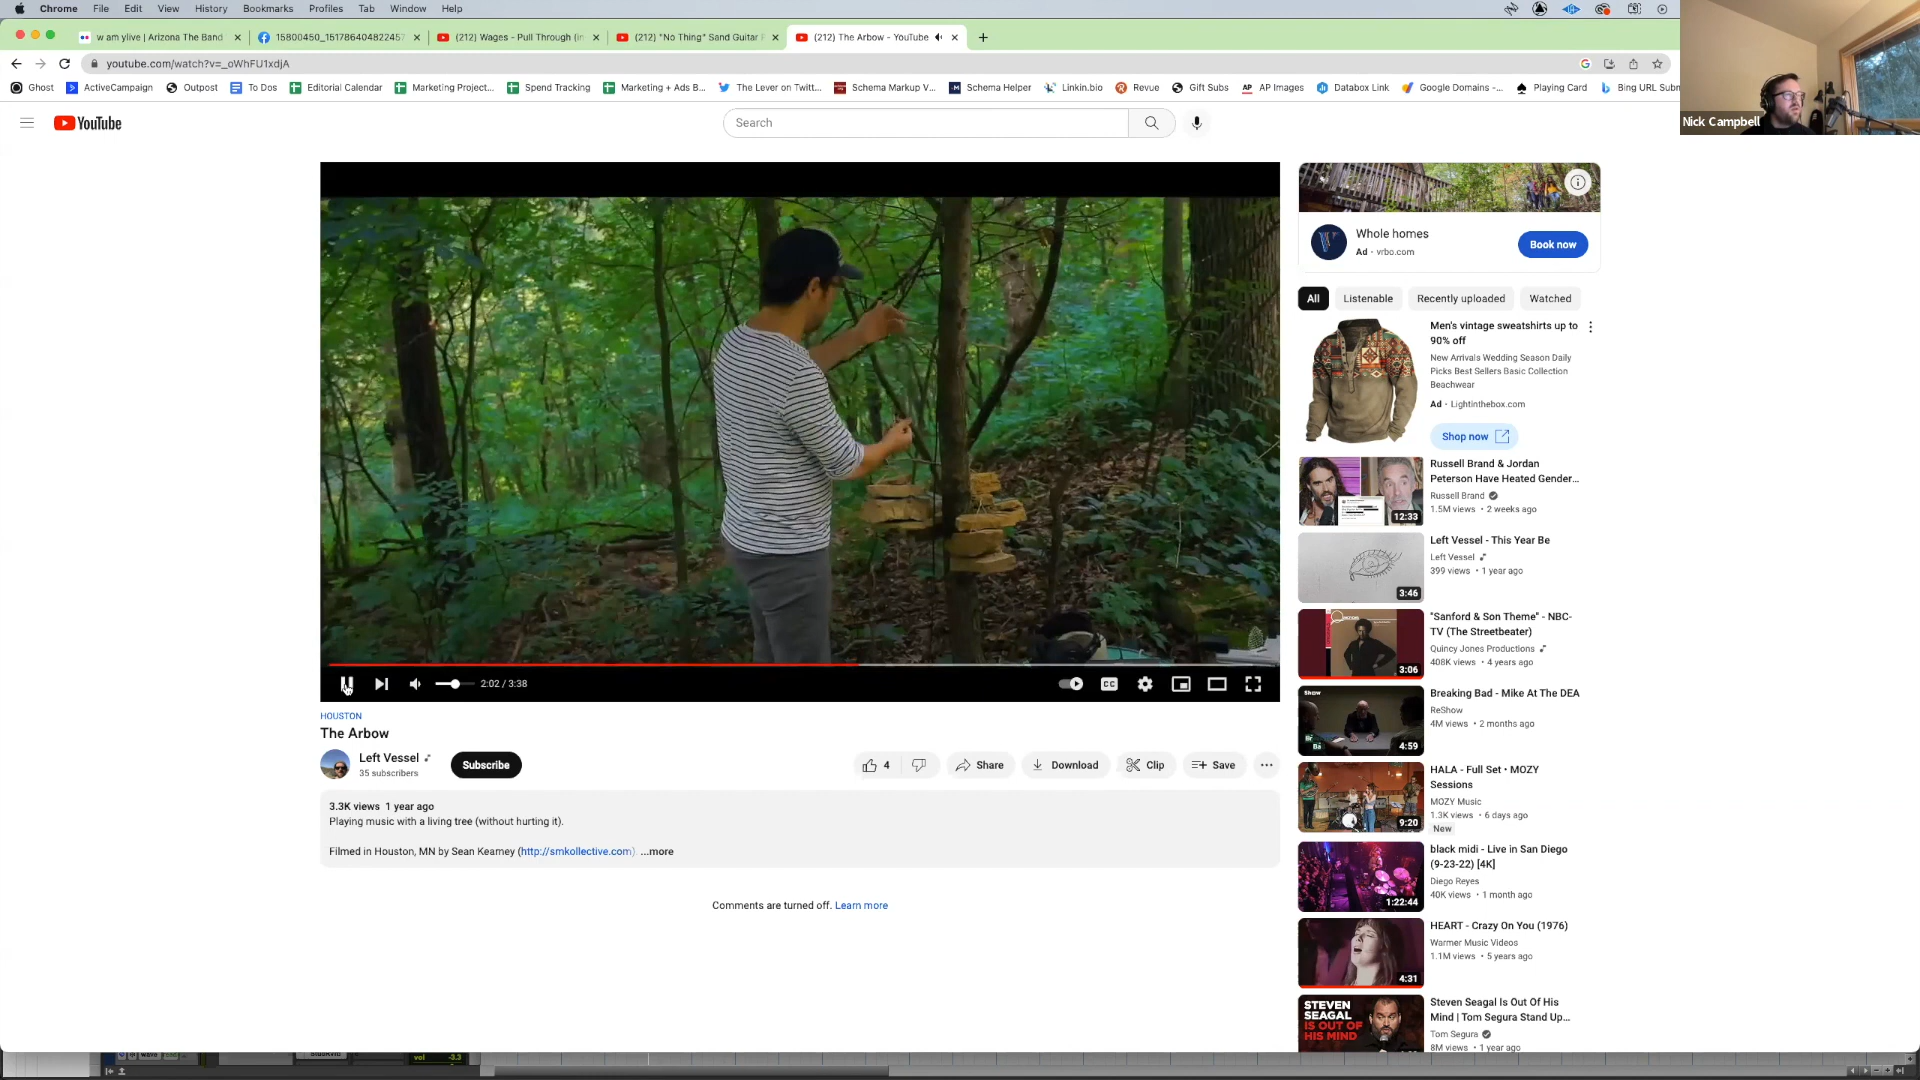 Chrome File Edit View History Bookmarks Profiles Tab Window Help
w am ylive | Arizona The Band
15800450_151786404822457
(212) Wages - Pull Through (in
(212) "No Thing" Sand Guitar P
(212) The Arbow - YouTube
youtube.com/watch?v=_oWhFU1xdjA
Ghost ActiveCampaign Outpost To Dos Editorial Calendar Marketing Project... Spend Tracking Marketing + Ads B... The Lever on Twitt... Schema Markup V... Schema Helper Linkin.bio Revue Gift Subs AP AP Images Databox Link Google Domains -... Playing Card Bing URL Subm
Nick Campbell
YouTube
Search
2:02 / 3:38
CC
HOUSTON
The Arbow
Left Vessel
35 subscribers
Subscribe
4
Share
Download
Clip
Save
3.3K views 1 year ago
Playing music with a living tree (without hurting it).
Filmed in Houston, MN by Sean Kearney (http://smkollective.com) ...more
Comments are turned off. Learn more
Whole homes
Ad · vrbo.com
Book now
All Listenable Recently uploaded Watched
Men's vintage sweatshirts up to
90% off
New Arrivals Wedding Season Daily
Picks Best Sellers Basic Collection
Beachwear
Ad · Lightinthebox.com
Shop now
12:33
Russell Brand & Jordan
Peterson Have Heated Gender...
Russell Brand
1.5M views • 2 weeks ago
3:46
Left Vessel - This Year Be
Left Vessel
399 views • 1 year ago
3:06
"Sanford & Son Theme" - NBC-
TV (The Streetbeater)
Quincy Jones Productions
408K views • 4 years ago
4:59
Breaking Bad - Mike At The DEA
ReShow
4M views • 2 months ago
9:20
HALA - Full Set • MOZY
Sessions
MOZY Music
1.3K views • 6 days ago
New
1:22:44
black midi - Live in San Diego
(9-23-22) [4K]
Diego Reyes
40K views • 1 month ago
4:31
HEART - Crazy On You (1976)
Warmer Music Videos
1.1M views • 5 years ago
STEVEN
SEAGAL
IS OUT OF
HIS MIND
Steven Seagal Is Out Of His
Mind | Tom Segura Stand Up...
Tom Segura
8M views • 1 year ago
vol -3.3